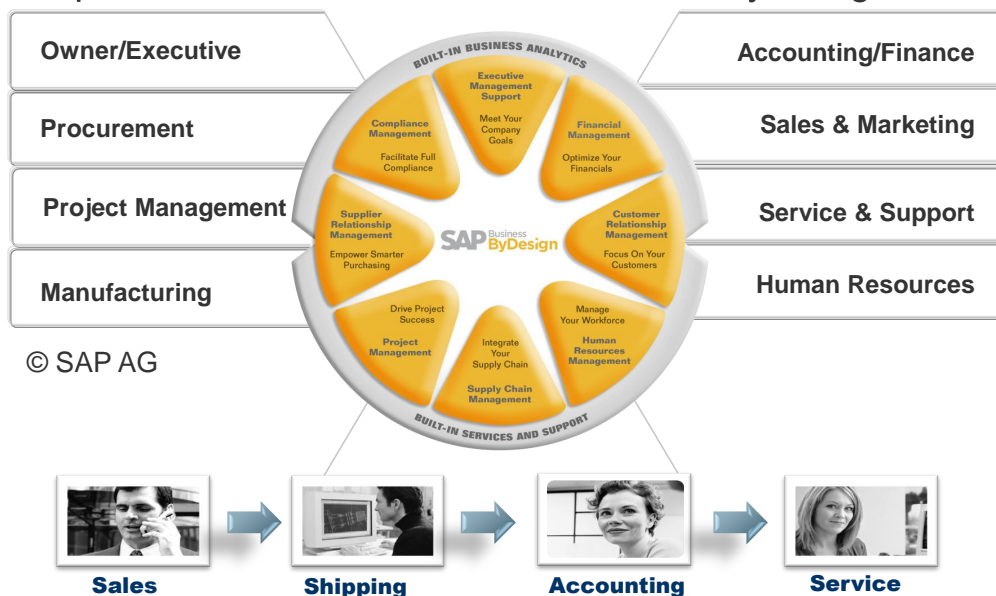 Owner/Executive
Procurement
Project Management
Manufacturing
© SAP AG
Accounting/Finance
Sales & Marketing
Service & Support
Human Resources
BUILT-IN BUSINESS ANALYTICS
Executive
Management
Support
Meet Your
Company
Goals
Financial
Management
Optimize Your
Financials
Customer
Relationship
Management
Focus On Your
Customers
Manage
Your Workforce
Human
Resources
Management
Integrate
Your
Supply Chain
Supply Chain
Management
Drive Project
Success
Project
Management
Supplier
Relationship
Management
Empower Smarter
Purchasing
Compliance
Management
Facilitate Full
Compliance
SAP Business
ByDesign
BUILT-IN SERVICES AND SUPPORT
Sales
Shipping
Accounting
Service